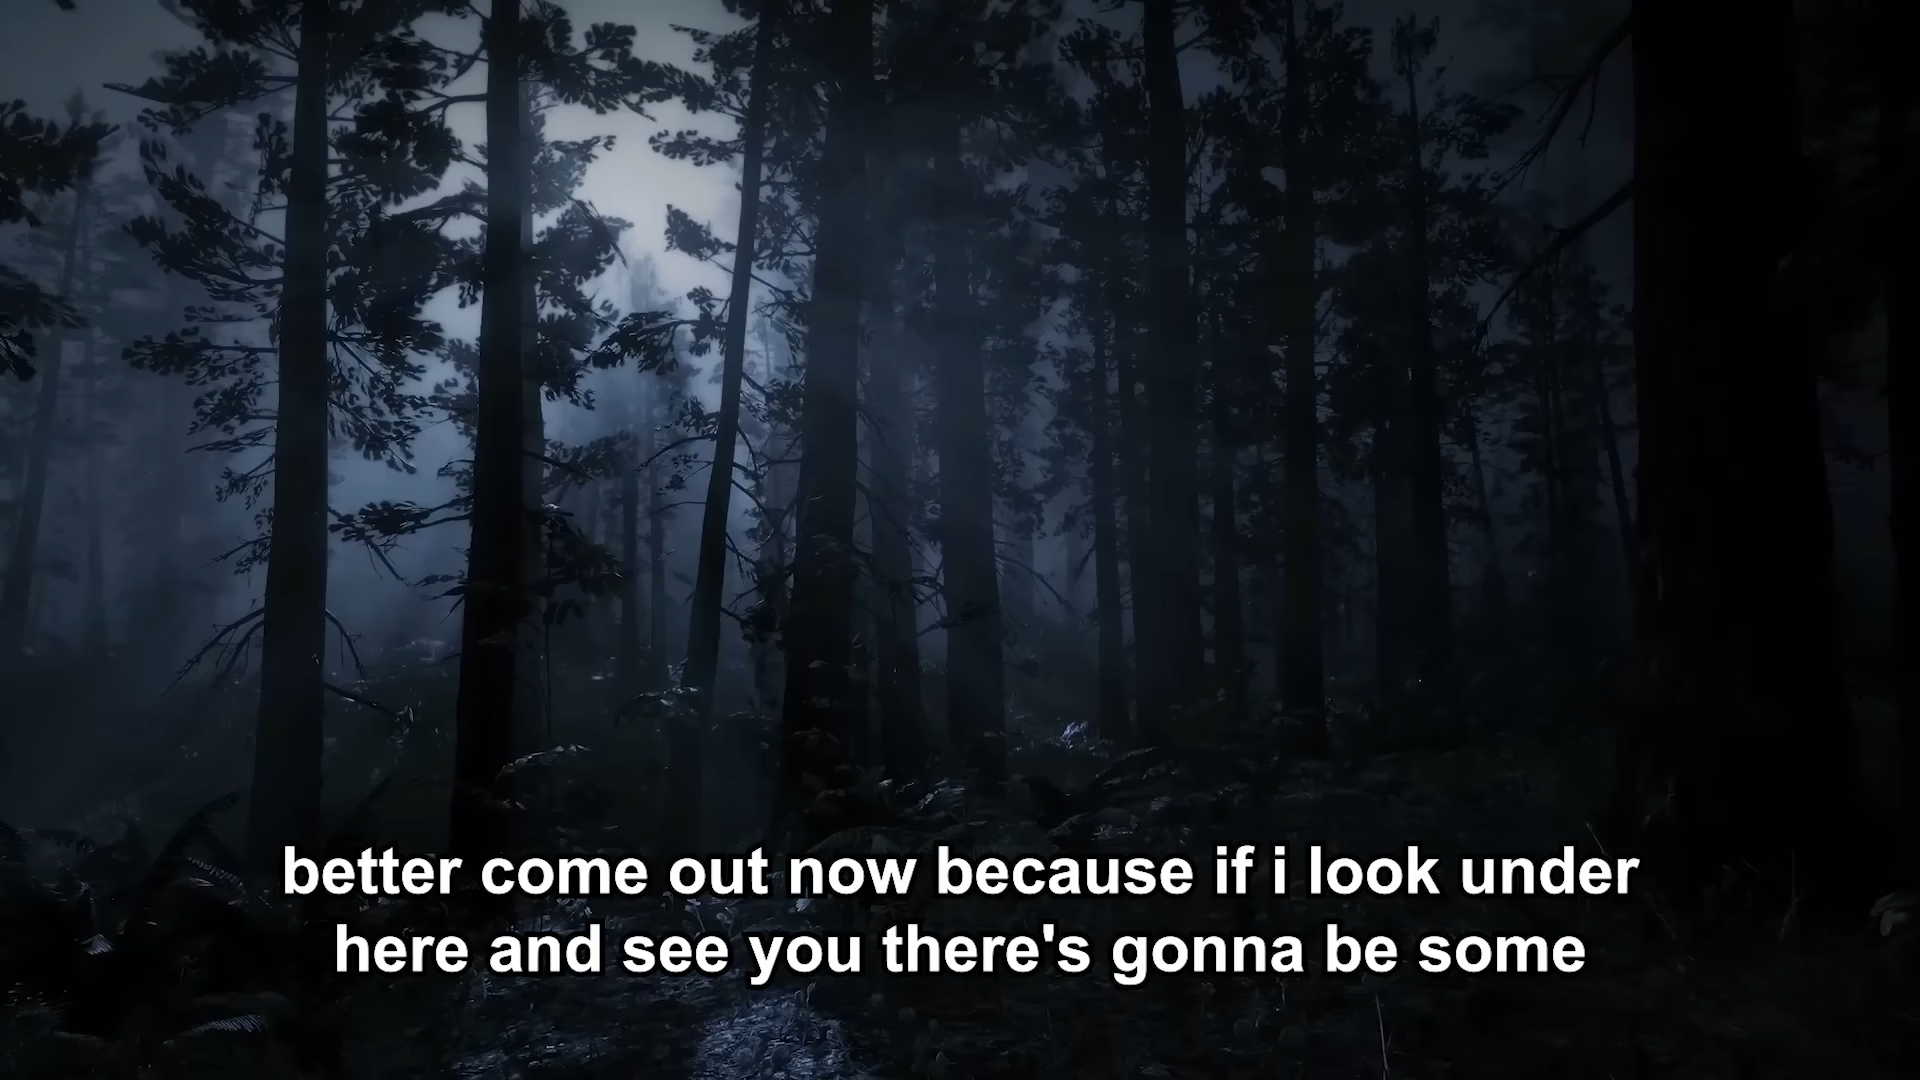 better come out now because if i look under
here and see you there's gonna be some